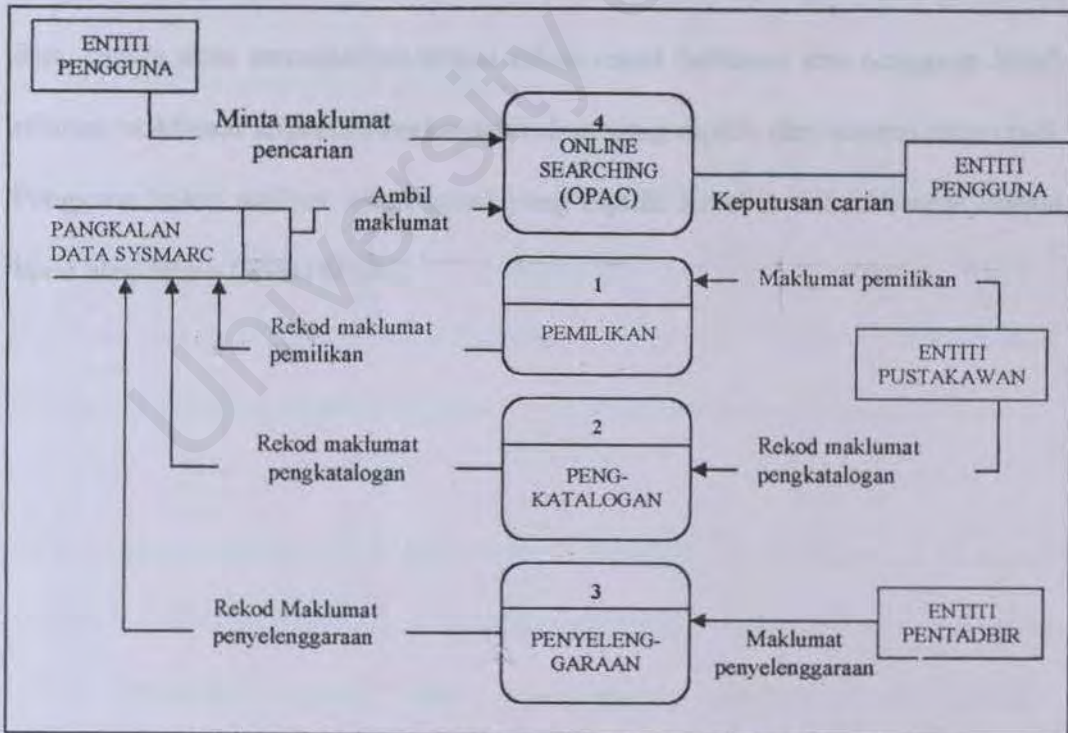 ENTITI
PENGGUNA
Minta maklumat
pencarian
4
ONLINE
SEARCHING
(OPAC)
ENTITI
PENGGUNA
Keputusan carian
Ambil
maklumat
PANGKALAN
DATA SYSMARC
1
PEMILIKAN
Maklumat pemilikan
Rekod maklumat
pemilikan
ENTITI
PUSTAKAWAN
2
PENG-
KATALOGAN
Rekod maklumat
pengkatalogan
Rekod maklumat
pengkatalogan
3
PENYELENG-
GARAAN
Rekod Maklumat
penyelenggaraan
Maklumat
penyelenggaraan
ENTITI
PENTADBIR
University